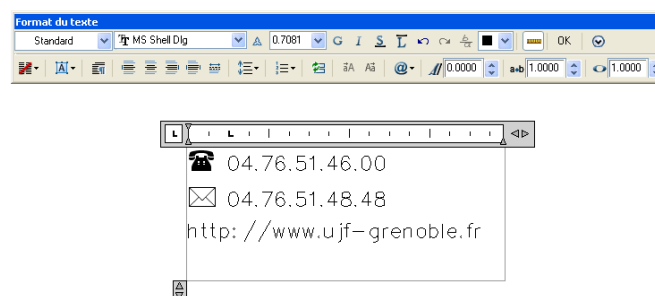 Format du texte
Standard MS Shell Dlg 0.7081 G I S OK
@ 0.0000 a•b 1.0000 1.0000
L L
04.76.51.46.00
04.76.51.48.48
http://www.ujf-grenoble.fr